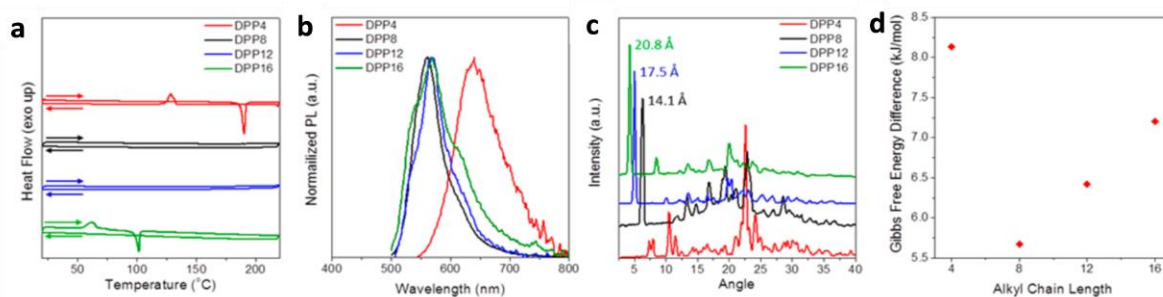 a
DPP4
DPP8
DPP12
DPP16
Heat Flow (exo up)
50 100 150 200
Temperature (°C)
b
DPP4
DPP8
DPP12
DPP16
Normailized PL (a.u.)
400 500 600 700 800
Wavelength (nm)
c
DPP4
DPP8
DPP12
DPP16
20.8 Å
17.5 Å
14.1 Å
Intensity (a.u.)
5 10 15 20 25 30 35 40
Angle
d
Gibbs Free Energy Difference (kJ/mol)
8.5
8.0
7.5
7.0
6.5
6.0
5.5
4 8 12 16
Alkyl Chain Length